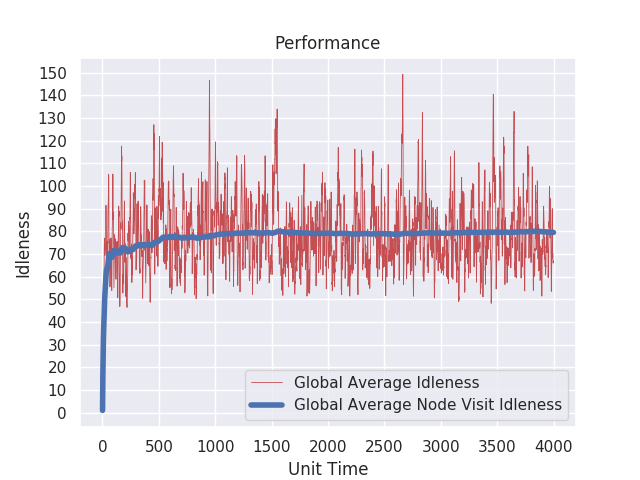 Performance
150
140
130
120
110
100
90
80
70
60
50
40
30
20
10
0
Idleness
Global Average Idleness
Global Average Node Visit Idleness
0 500 1000 1500 2000 2500 3000 3500 4000
Unit Time